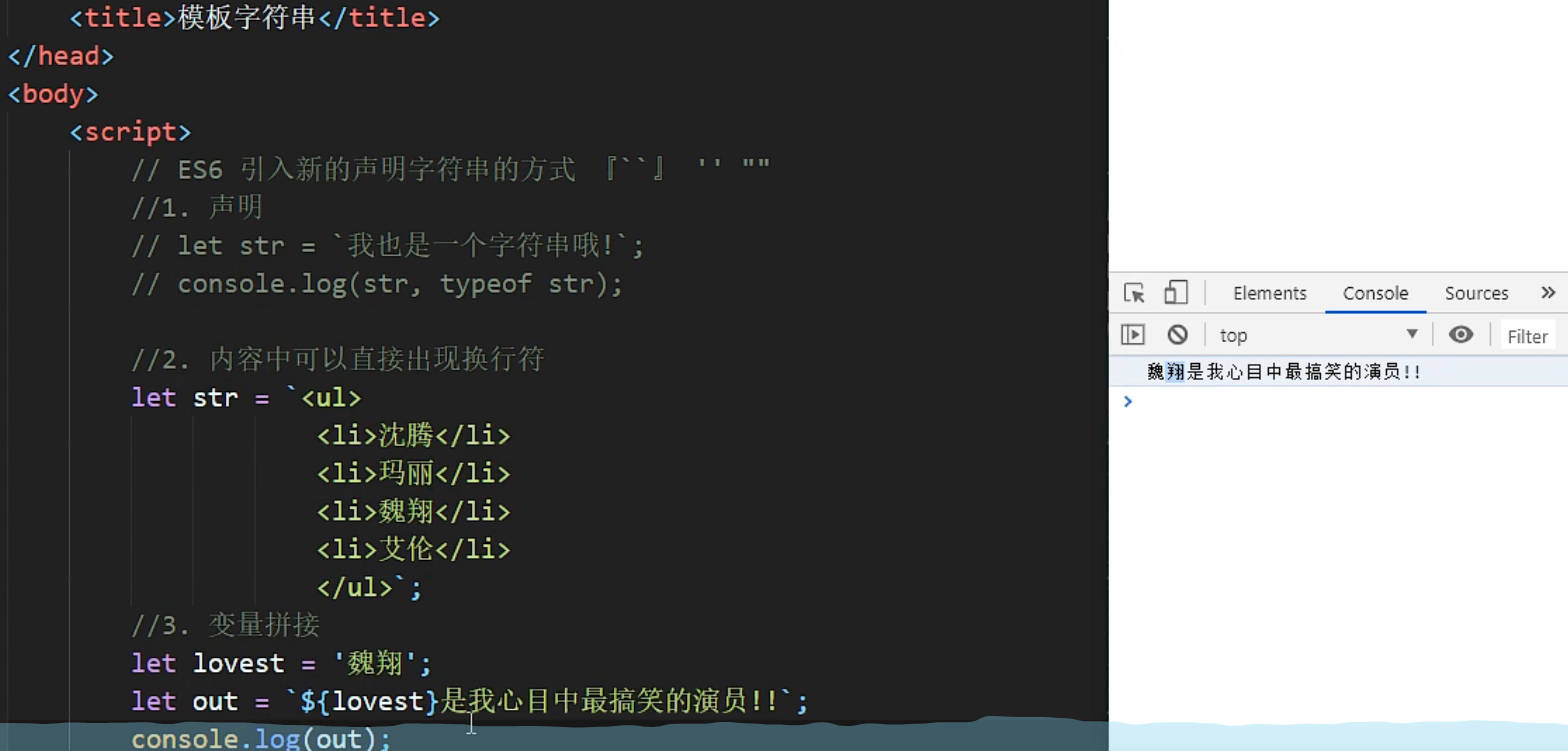 <title>模板字符串</title>
</head>
<body>
<script>
// ES6 引入新的声明字符串的方式 『``』 '' ""
//1. 声明
// let str = `我也是一个字符串哦!`;
// console.log(str, typeof str);
//2. 内容中可以直接出现换行符
let str = `<ul>
<li>沈腾</li>
<li>玛丽</li>
<li>魏翔</li>
<li>艾伦</li>
</ul>`;
//3. 变量拼接
let lovest = '魏翔';
let out = `${lovest}是我心目中最搞笑的演员!!`;
console.log(out);
Elements Console Sources »
top Filter
魏翔是我心目中最搞笑的演员!!